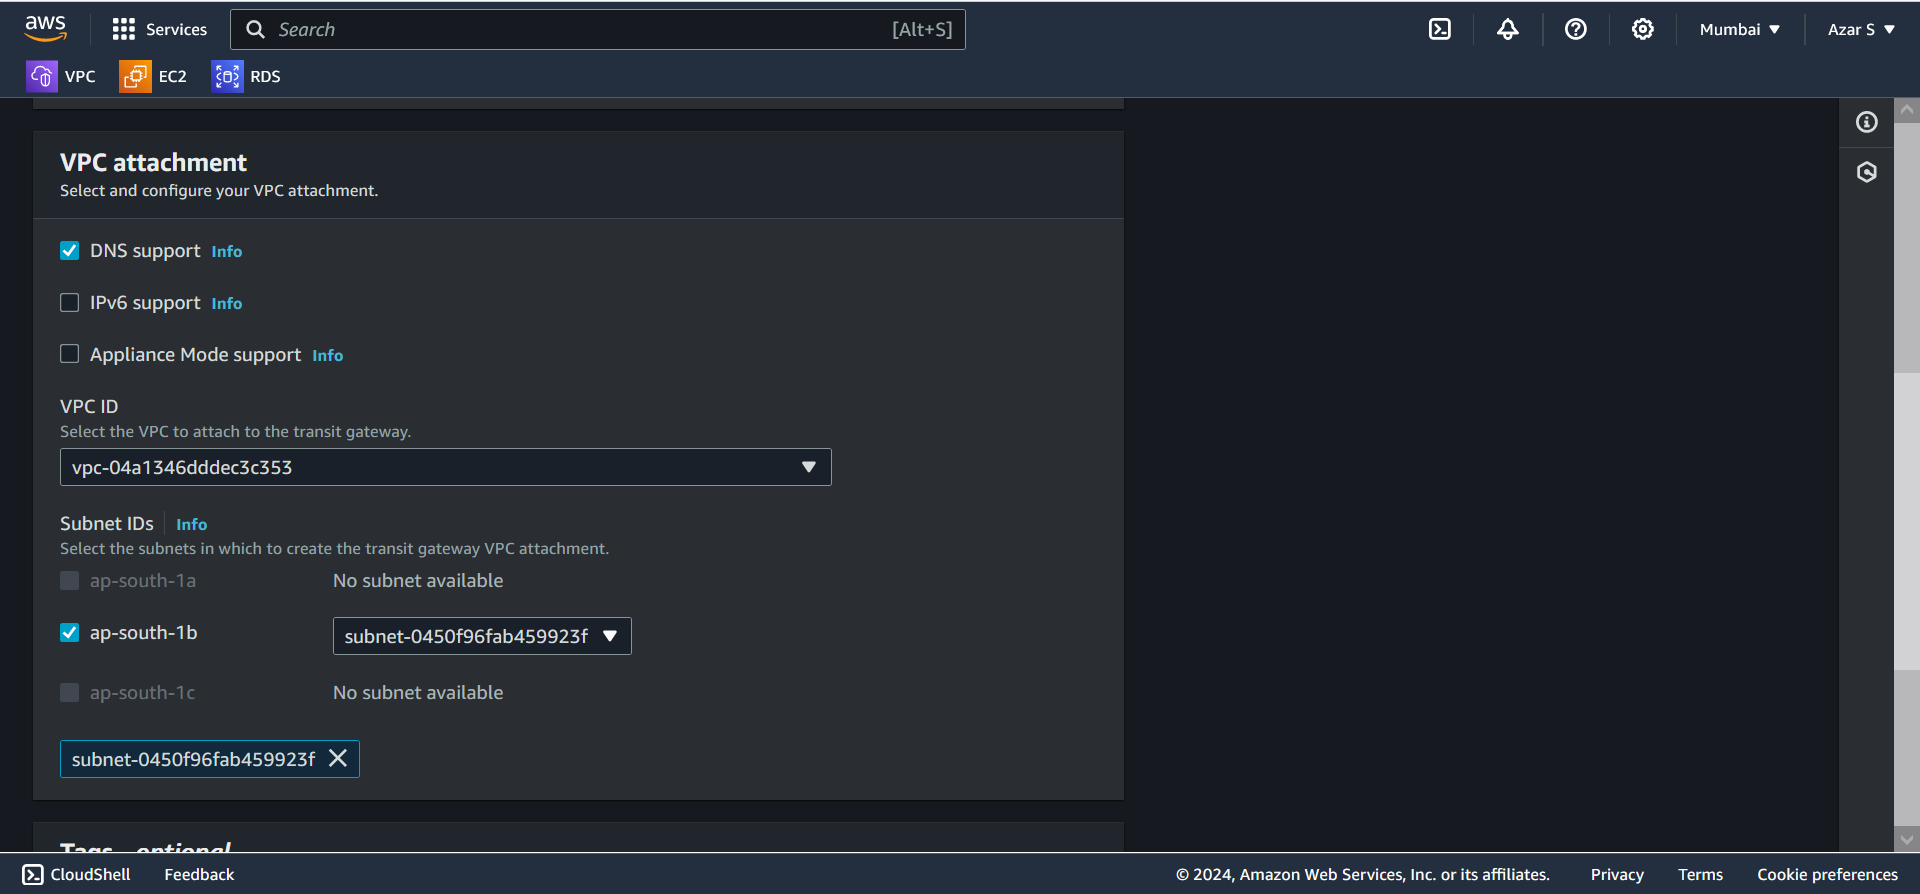 aws Services Search [Alt+S] Mumbai Azar S
VPC EC2 RDS
VPC attachment
Select and configure your VPC attachment.
DNS support Info
IPv6 support Info
Appliance Mode support Info
VPC ID
Select the VPC to attach to the transit gateway.
vpc-04a1346dddec3c353
Subnet IDs Info
Select the subnets in which to create the transit gateway VPC attachment.
ap-south-1a No subnet available
ap-south-1b subnet-0450f96fab459923f
ap-south-1c No subnet available
subnet-0450f96fab459923f
Tags - optional
CloudShell Feedback © 2024, Amazon Web Services, Inc. or its affiliates. Privacy Terms Cookie preferences